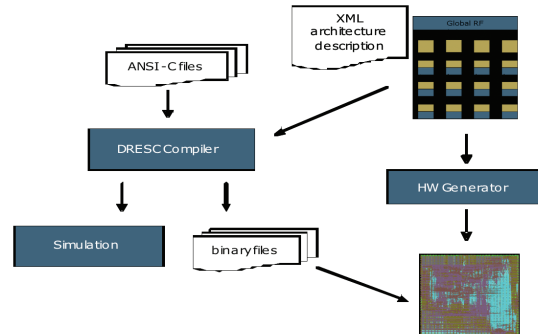 XML
architecture
description
Global RF
ANSI-C files
DRESC Compiler
HW Generator
Simulation
binary files